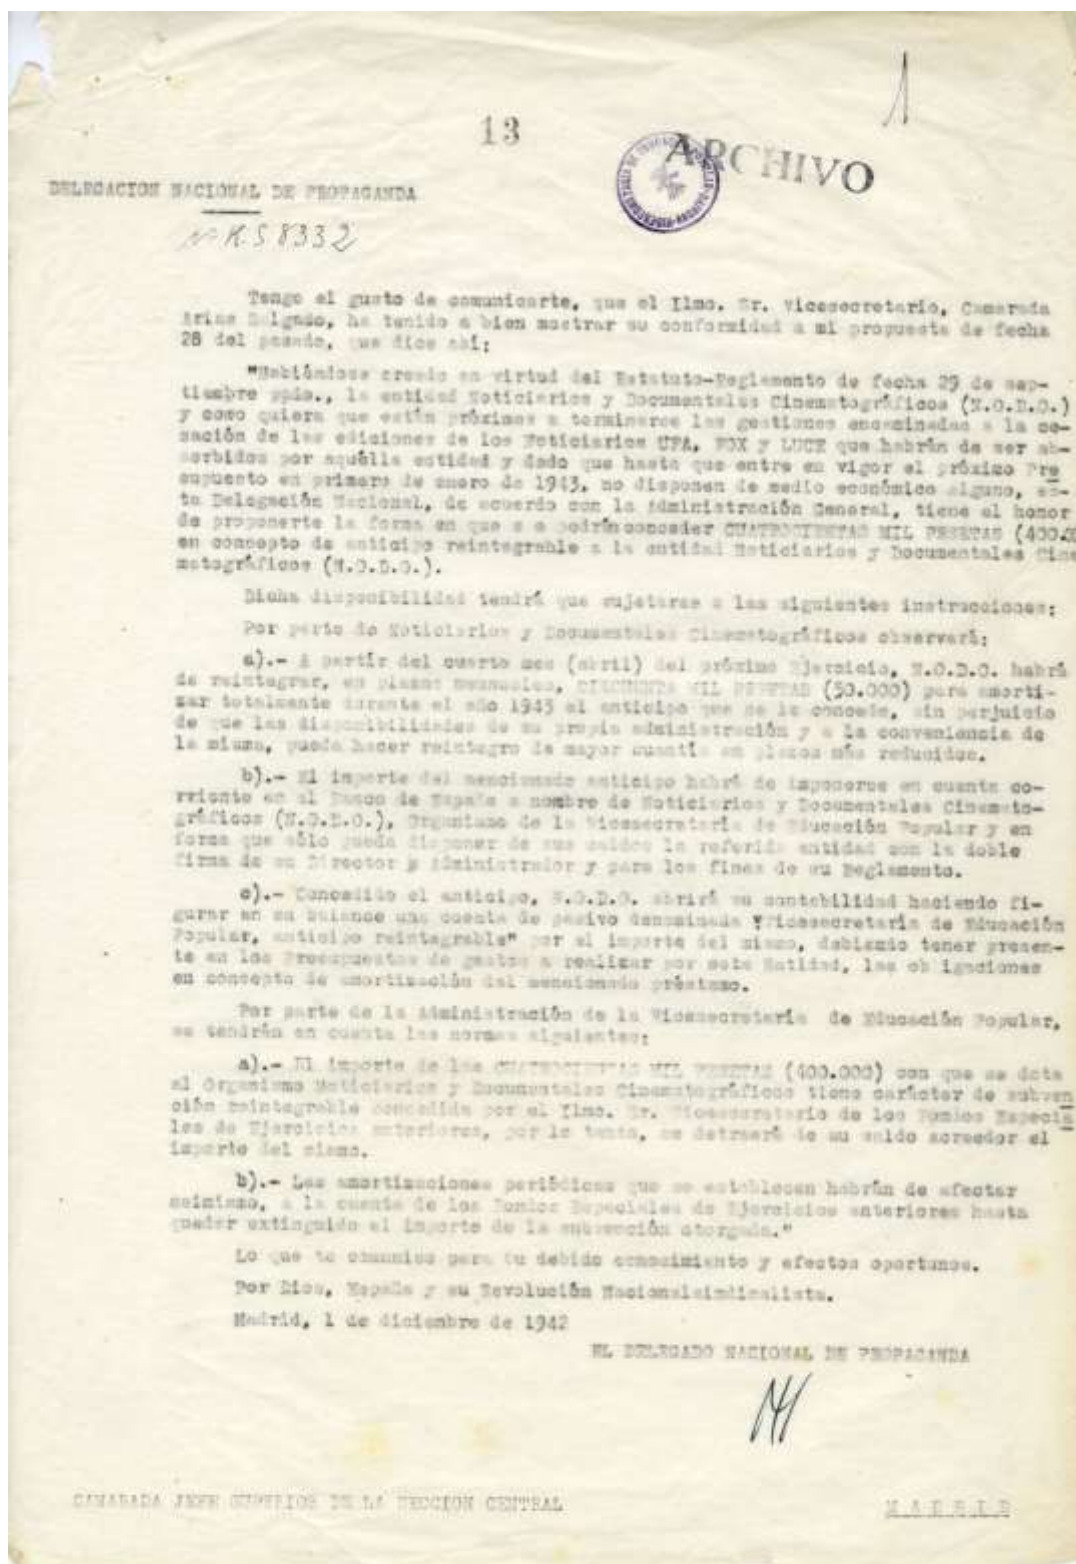 1
13
ARCHIVO
DELEGACION NACIONAL DE PROPAGANDA
Nº R.S 8332
Tengo el gusto de comunicarte, que el Ilmo. Sr. Vicesecretario, Camarada
Arias Salgado, ha tenido a bien mostrar su conformidad a mi propuesta de fecha
28 del pasado, que dice ahí:
"Habiéndose creado en virtud del Estatuto-Reglamento de fecha 29 de sep-
tiembre ppdo., la entidad Noticiarios y Documentales Cinematográficos (N.O.D.O.)
y como quiera que están próximas a terminarse las gestiones encaminadas a la ce-
sación de las ediciones de los Noticiarios UFA, FOX y LUCE que habrán de ser ab-
sorbidos por aquélla entidad y dado que hasta que entre en vigor el próximo Pre
supuesto en primero de enero de 1943, no disponen de medio económico alguno, es-
ta Delegación Nacional, de acuerdo con la Administración General, tiene el honor
de proponerte la forma en que se podrán conceder CUATROCIENTAS MIL PESETAS (400.00
en concepto de anticipo reintegrable a la entidad Noticiarios y Documentales Cine
matográficos (N.O.D.O.).
Dicha disponibilidad tendrá que sujetarse a las siguientes instrucciones:
Por parte de Noticiarios y Documentales Cinematográficos observará:
a).- A partir del cuarto mes (abril) del próximo Ejercicio, N.O.D.O. habrá
de reintegrar, en plazos mensuales, CINCUENTA MIL PESETAS (50.000) para amorti-
zar totalmente durante el año 1943 el anticipo que se le concede, sin perjuicio
de que las disponibilidades de su propia administración y a la conveniencia de
la misma, pueda hacer reintegro de mayor cuantía en plazos más reducidos.
b).- El importe del mencionado anticipo habrá de imponerse en cuenta co-
rriente en el Banco de España a nombre de Noticiarios y Documentales Cinemato-
gráficos (N.O.D.O.), Organismo de la Vicesecretaría de Educación Popular y en
forma que sólo pueda disponer de sus saldos la referida entidad con la doble
firma de su Director y Administrador y para los fines de su Reglamento.
c).- Concedido el anticipo, N.O.D.O. abrirá su contabilidad haciendo fi-
gurar en su balance una cuenta de pasivo denominada "Vicesecretaría de Educación
Popular, anticipo reintegrable" por el importe del mismo, debiendo tener presen-
te en los Presupuestos de gastos a realizar por esta Entidad, las obligaciones
en concepto de amortización del mencionado préstamo.
Por parte de la Administración de la Vicesecretaría de Educación Popular,
se tendrán en cuenta las normas siguientes:
a).- El importe de las CUATROCIENTAS MIL PESETAS (400.000) con que se dota
al Organismo Noticiarios y Documentales Cinematográficos tiene carácter de subven
ción reintegrable concedida por el Ilmo. Sr. Vicesecretario de los Fondos Especia
les de Ejercicios anteriores, por lo tanto, se detraerá de su saldo acreedor el
importe del mismo.
b).- Las amortizaciones periódicas que se establecen habrán de afectar
asimismo, a la cuenta de los Fondos Especiales de Ejercicios anteriores hasta
quedar extinguido el importe de la subvención otorgada."
Lo que te comunico para tu debido conocimiento y efectos oportunos.
Por Dios, España y su Revolución Nacionalsindicalista.
Madrid, 1 de diciembre de 1942
EL DELEGADO NACIONAL DE PROPAGANDA
CAMARADA JEFE SUPERIOR DE LA SECCION CENTRAL
MADRID